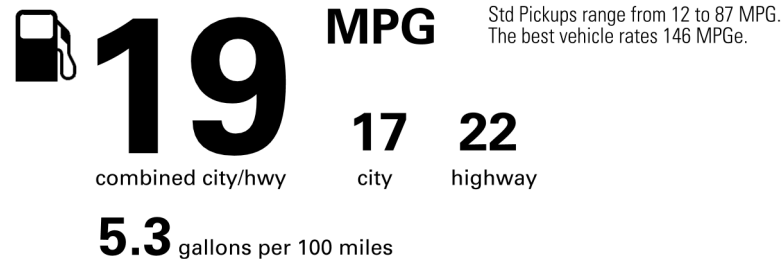 MPG
Std Pickups range from 12 to 87 MPG.
The best vehicle rates 146 MPGe.
19
combined city/hwy
17
city
22
highway
5.3 gallons per 100 miles